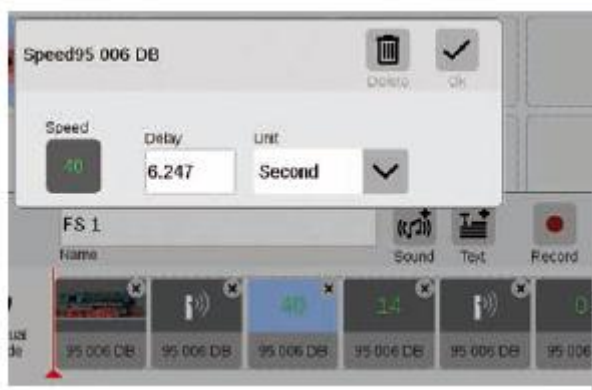 Speed95 006 DB
Delete
Ok
Speed
Delay
Unit
40
6.247
Second
FS 1
Name
Sound
Text
Record
40
14
0
95 006 DB
95 006 DB
95 006 DB
95 006 DB
95 006 DB
95 006